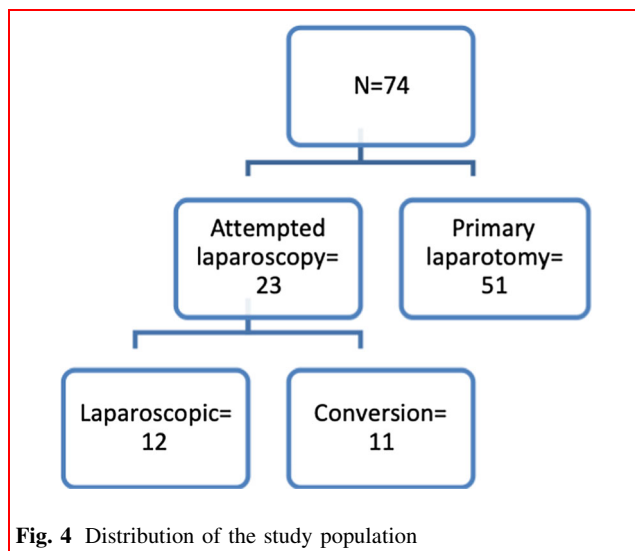 N=74
Attempted
laparoscopy=
23
Primary
laparotomy=
51
Laparoscopic=
12
Conversion=
11
Fig. 4 Distribution of the study population